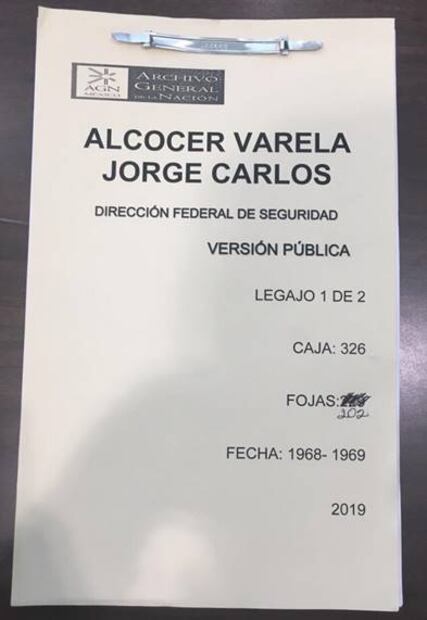 AGN
MÉXICO
ARCHIVO
GENERAL
DE LA NACIÓN
ALCOCER VARELA
JORGE CARLOS
DIRECCIÓN FEDERAL DE SEGURIDAD
VERSIÓN PÚBLICA
LEGAJO 1 DE 2
CAJA: 326
FOJAS:
202
FECHA: 1968- 1969
2019